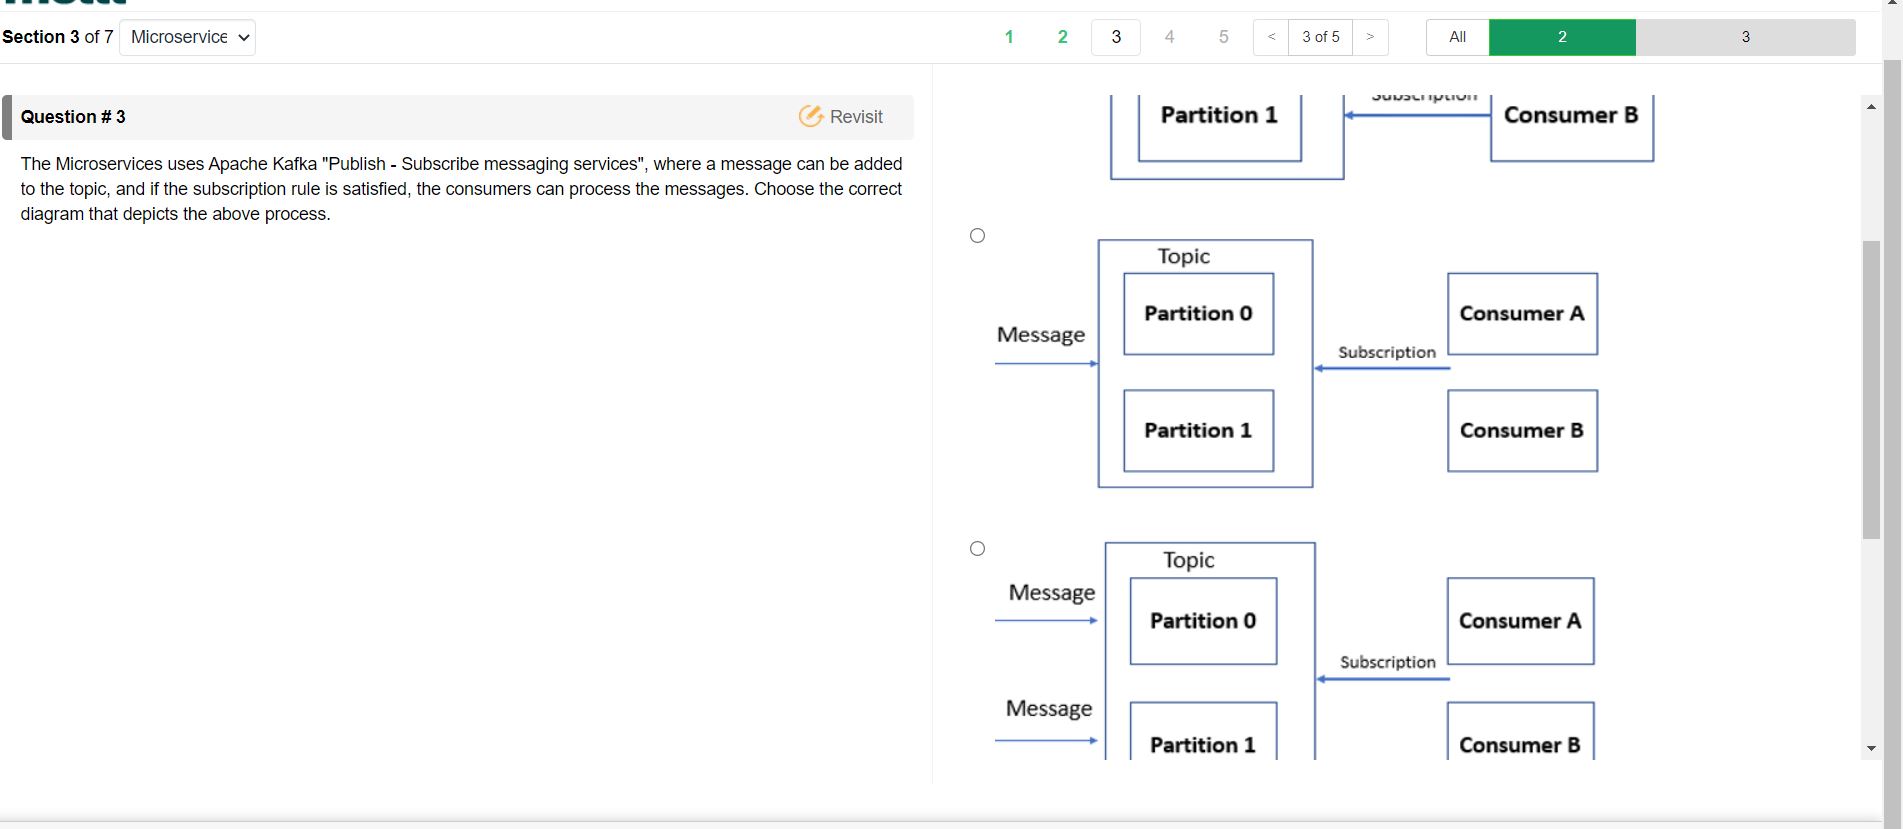 Section 3 of 7 Microservice
1 2 3 4 5 < 3 of 5 > All 2 3
Question # 3
Revisit
The Microservices uses Apache Kafka "Publish - Subscribe messaging services", where a message can be added
to the topic, and if the subscription rule is satisfied, the consumers can process the messages. Choose the correct
diagram that depicts the above process.
Subscription
Partition 1
Consumer B
Topic
Partition 0
Consumer A
Message
Subscription
Partition 1
Consumer B
Topic
Message
Partition 0
Consumer A
Subscription
Message
Partition 1
Consumer B